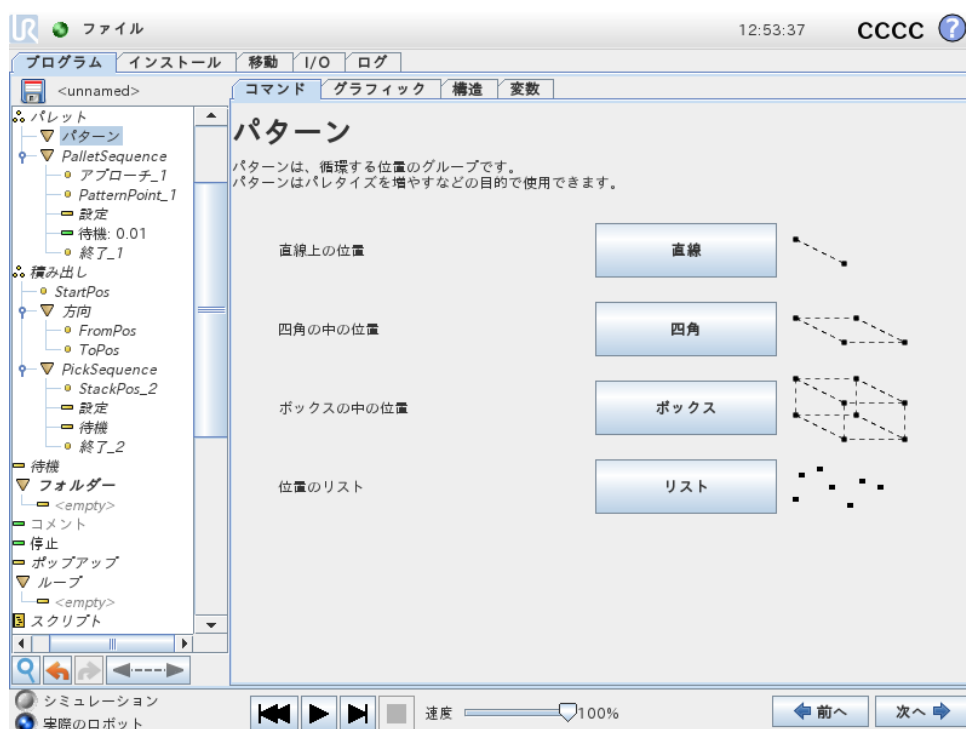 UR ファイル 12:53:37 CCCC ?
プログラム インストール 移動 I/O ログ
<unnamed>
コマンド グラフィック 構造 変数
パレット
パターン
PalletSequence
アプローチ_1
PatternPoint_1
設定
待機: 0.01
終了_1
積み出し
StartPos
方向
FromPos
ToPos
PickSequence
StackPos_2
設定
待機
終了_2
待機
フォルダー
<empty>
コメント
停止
ポップアップ
ループ
<empty>
スクリプト
パターン
パターンは、循環する位置のグループです。
パターンはパレタイズを増やすなどの目的で使用できます。
直線上の位置 直線
四角の中の位置 四角
ボックスの中の位置 ボックス
位置のリスト リスト
シミュレーション
実際のロボット
速度 100%
前へ 次へ